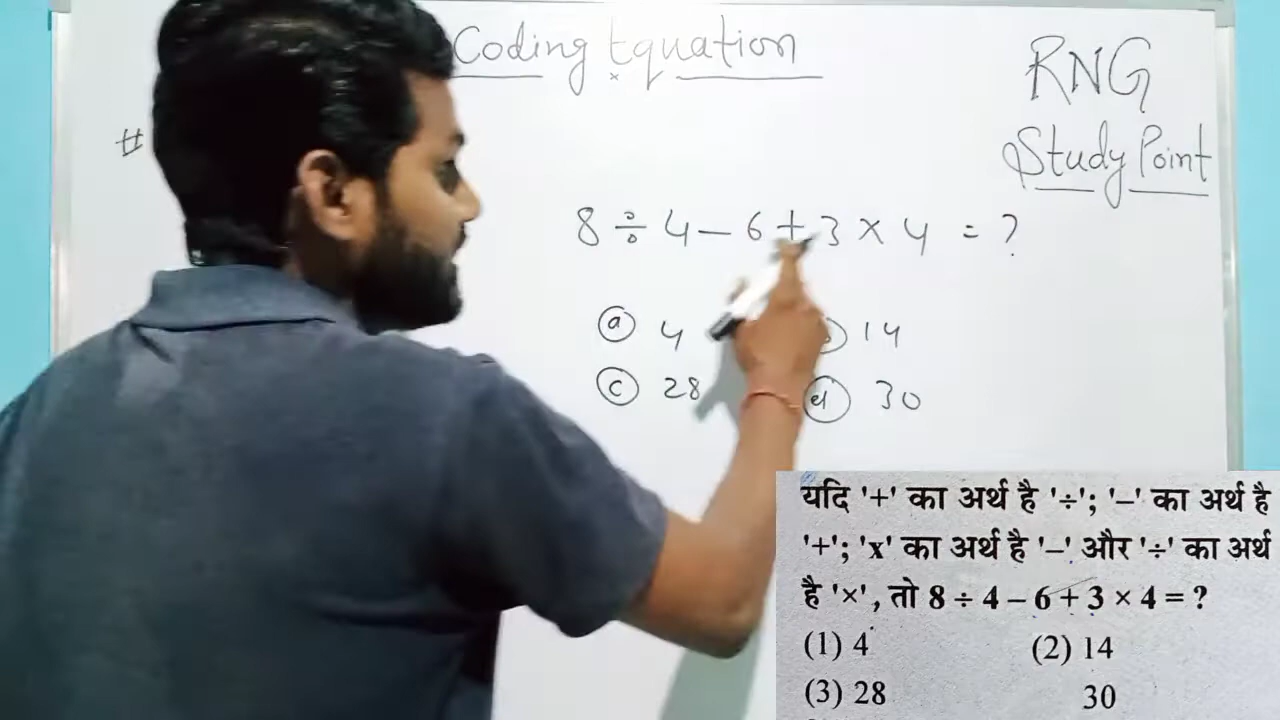 Coding Equation
RNG
Study Point
#
8 ÷ 4 – 6 + 3 × 4 = ?
(a) 4
14
(c) 28
(d) 30
यदि '+' का अर्थ है '÷'; '–' का अर्थ है
'+'; 'x' का अर्थ है '–' और '÷' का अर्थ
है '×', तो 8 ÷ 4 – 6 + 3 × 4 = ?
(1) 4 (2) 14
(3) 28 30